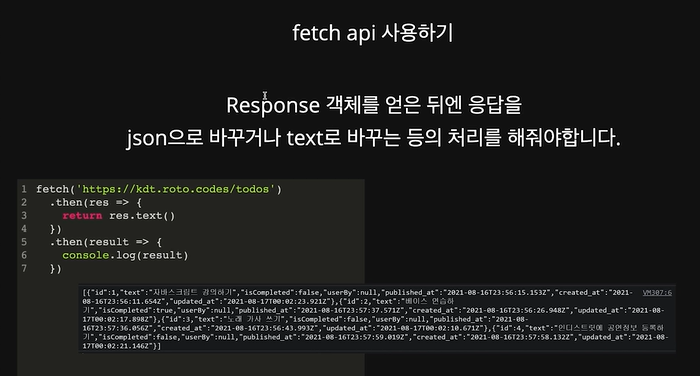 fetch api 사용하기
Response 객체를 얻은 뒤엔 응답을
json으로 바꾸거나 text로 바꾸는 등의 처리를 해줘야합니다.
1 fetch('https://kdt.roto.codes/todos')
2 .then(res => {
3 return res.text()
4 })
5 .then(result => {
6 console.log(result)
7 })
[{"id":1,"text":"자바스크립트 강의하기","isCompleted":false,"userBy":null,"published_at":"2021-08-16T23:56:15.153Z","created_at":"2021- VM307:6
08-16T23:56:11.654Z","updated_at":"2021-08-17T00:02:23.921Z"},{"id":2,"text":"베이스 연습하
기","isCompleted":true,"userBy":null,"published_at":"2021-08-16T23:57:37.571Z","created_at":"2021-08-16T23:56:26.948Z","updated_at":"2021-08-
17T00:02:17.898Z"},{"id":3,"text":"노래 가사 쓰기","isCompleted":false,"userBy":null,"published_at":"2021-08-
16T23:57:36.056Z","created_at":"2021-08-16T23:56:43.993Z","updated_at":"2021-08-17T00:02:10.671Z"},{"id":4,"text":"인디스트릿에 공연정보 등록하
기","isCompleted":false,"userBy":null,"published_at":"2021-08-16T23:57:59.019Z","created_at":"2021-08-16T23:57:58.132Z","updated_at":"2021-08-
17T00:02:21.146Z"}]